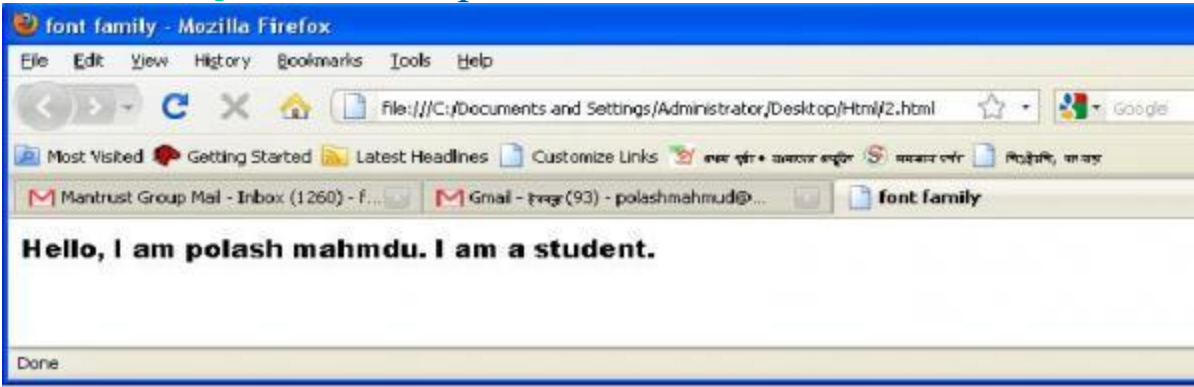 font family - Mozilla Firefox
File Edit View History Bookmarks Tools Help
file:///C:/Documents and Settings/Administrator/Desktop/Html/2.html Google
Most Visited Getting Started Latest Headlines Customize Links
Mantrust Group Mail - Inbox (1260) - f... Gmail - (93) - polashmahmud@... font family
Hello, I am polash mahmdu. I am a student.
Done